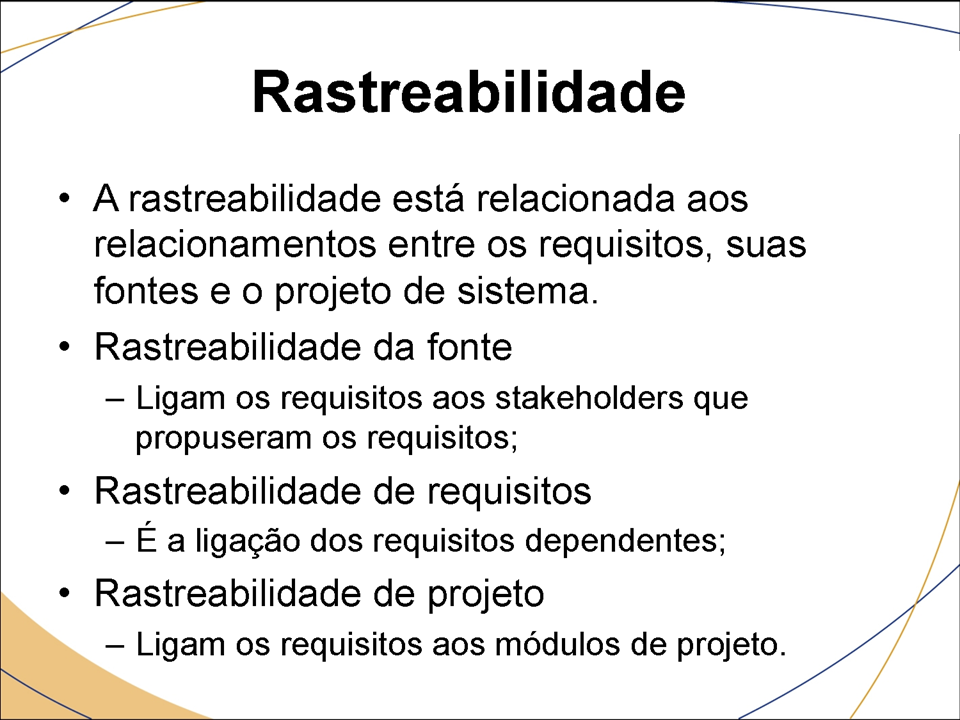 Rastreabilidade
• A rastreabilidade está relacionada aos
relacionamentos entre os requisitos, suas
fontes e o projeto de sistema.
• Rastreabilidade da fonte
– Ligam os requisitos aos stakeholders que
propuseram os requisitos;
• Rastreabilidade de requisitos
– É a ligação dos requisitos dependentes;
• Rastreabilidade de projeto
– Ligam os requisitos aos módulos de projeto.